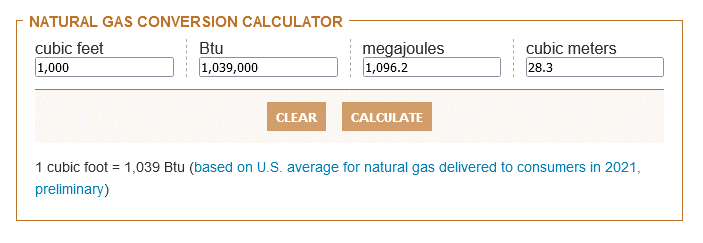 NATURAL GAS CONVERSION CALCULATOR
cubic feet Btu megajoules cubic meters
1,000 1,039,000 1,096.2 28.3
CLEAR CALCULATE
1 cubic foot = 1,039 Btu (based on U.S. average for natural gas delivered to consumers in 2021,
preliminary)